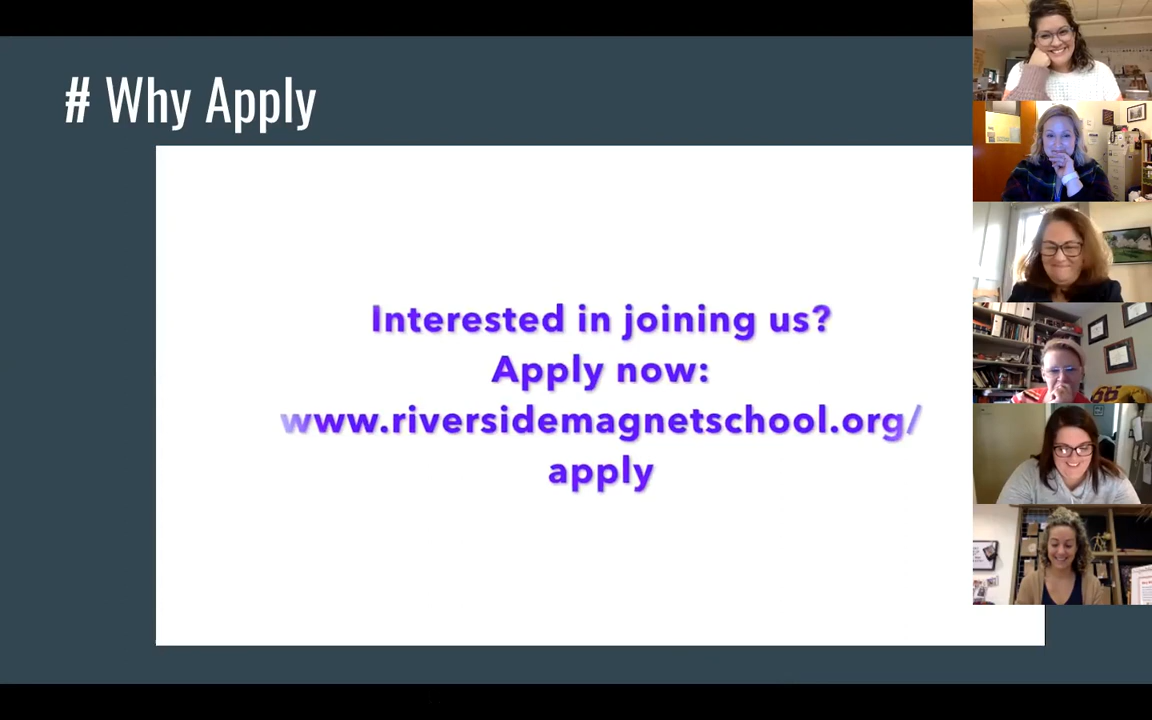 # Why Apply
Interested in joining us?
Apply now:
www.riversidemagnetschool.org/
apply